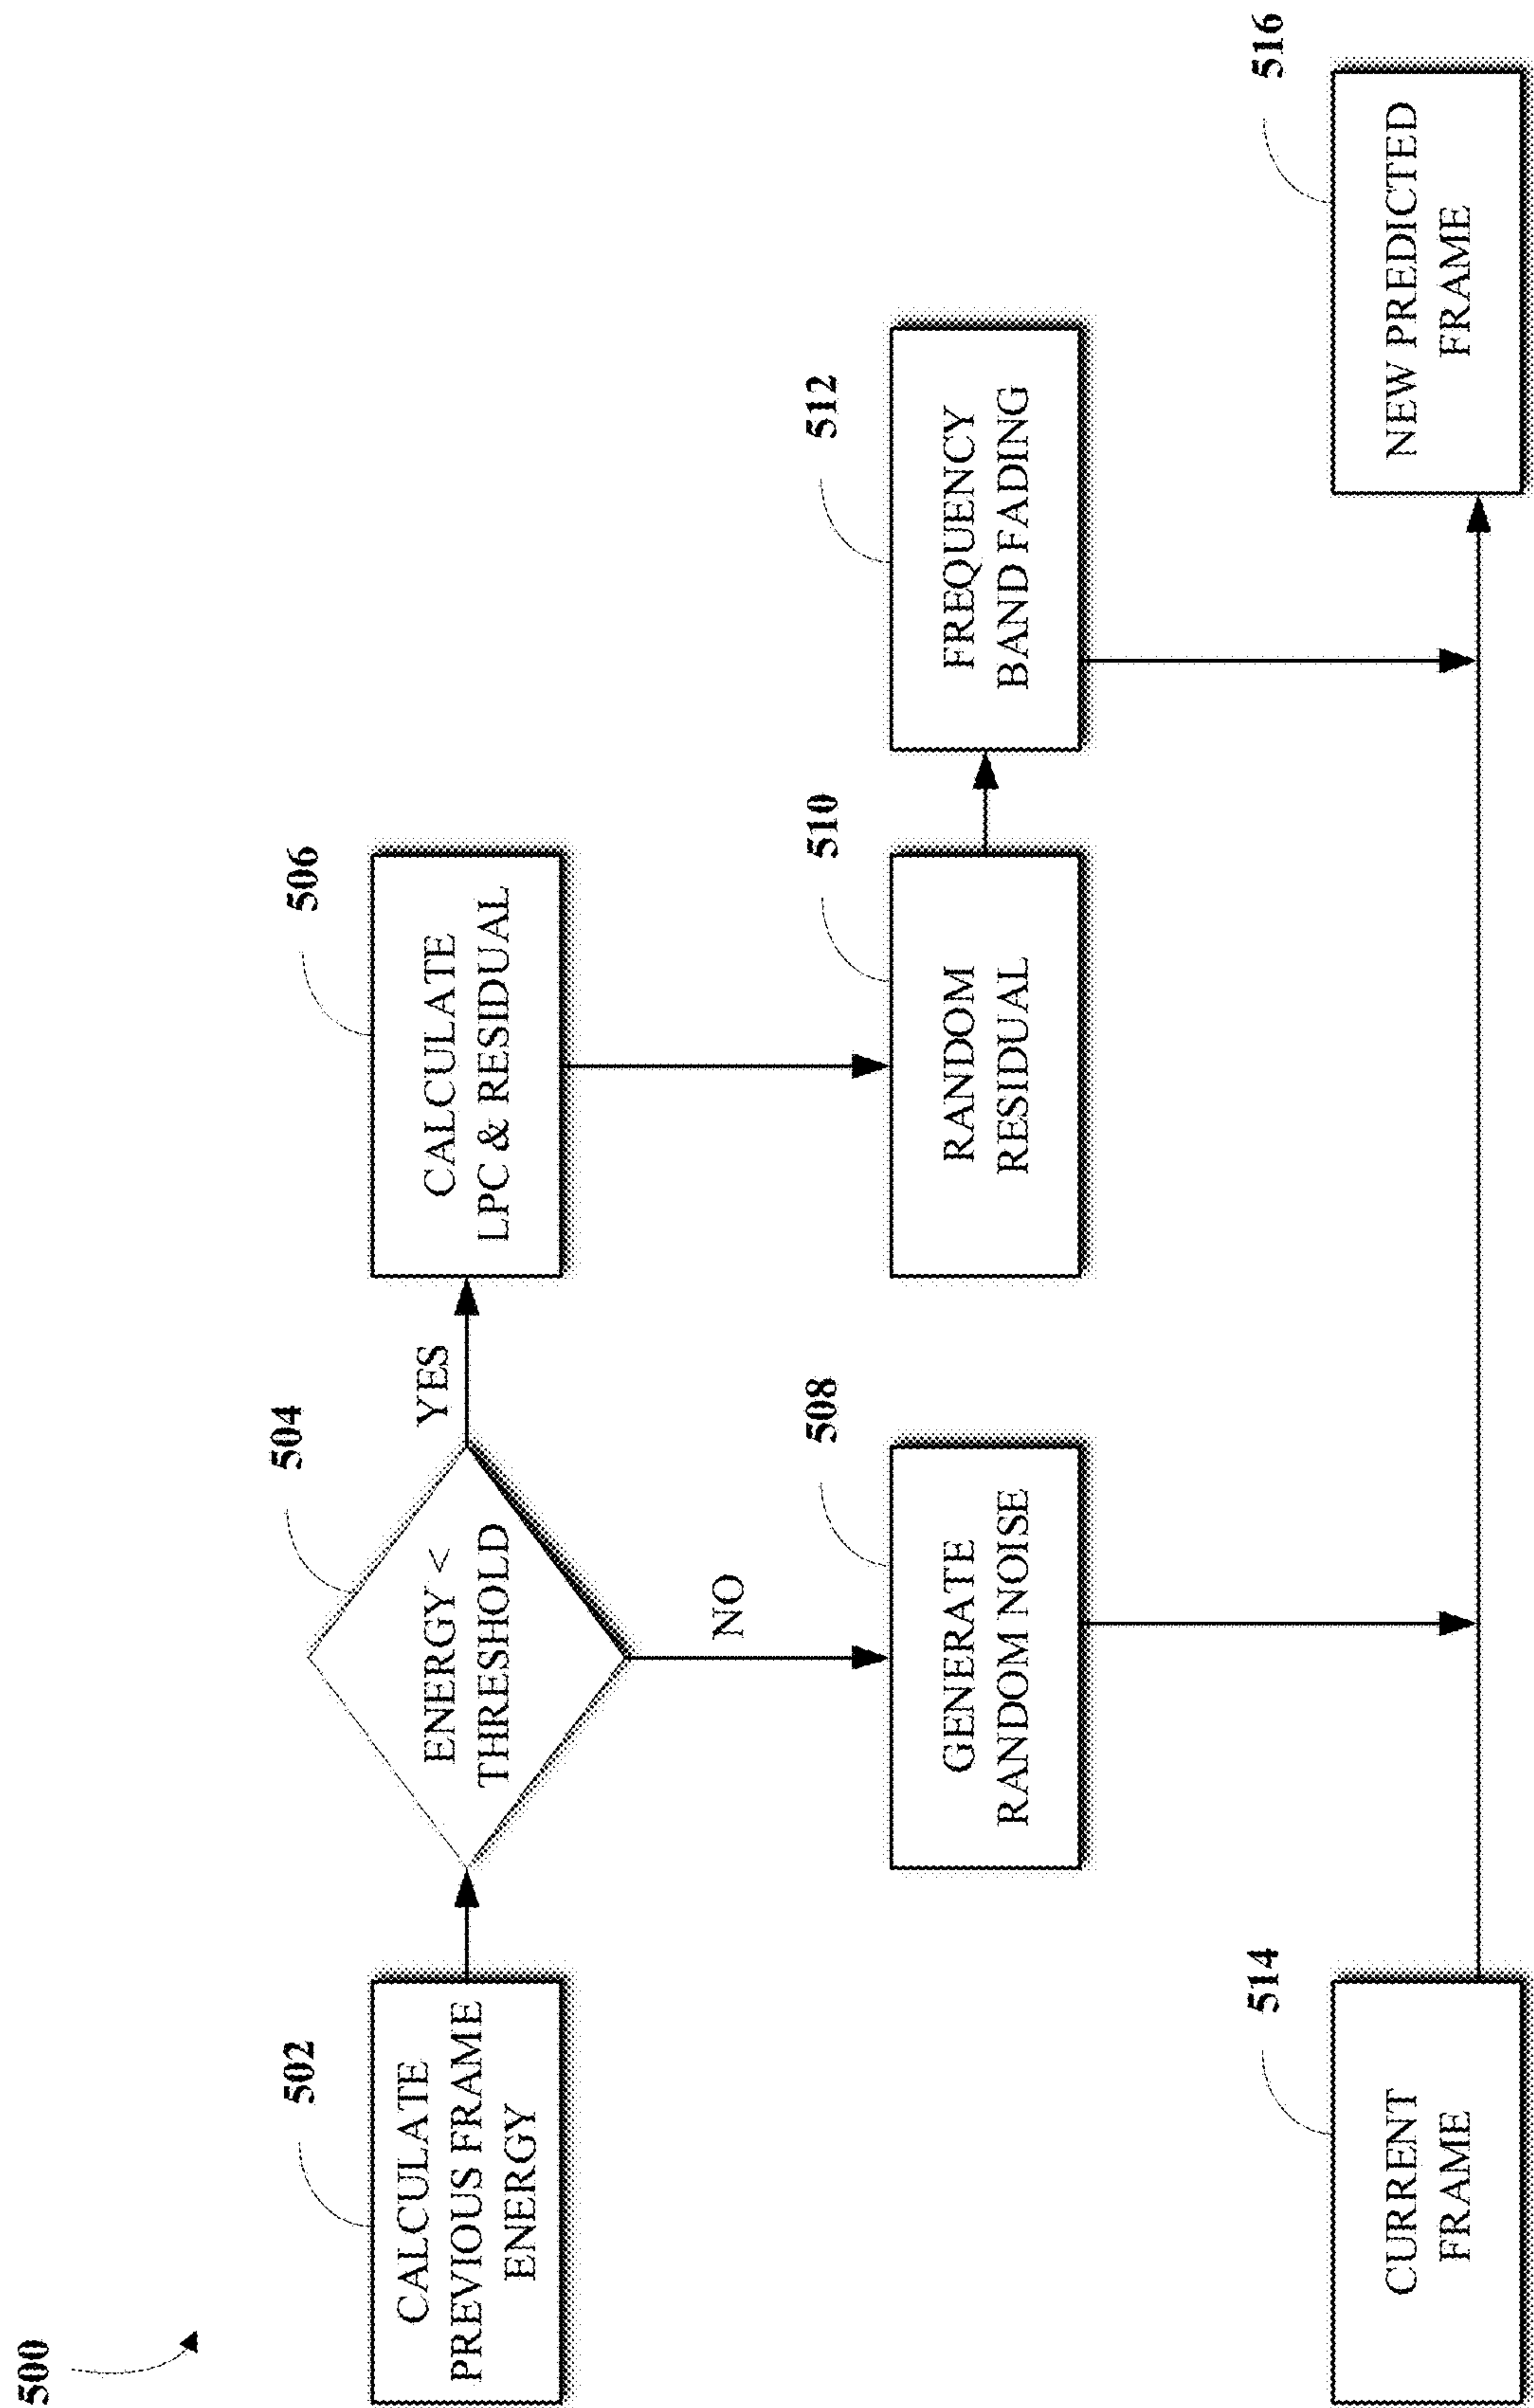 500
502
CALCULATE
PREVIOUS FRAME
ENERGY
504
ENERGY <
THRESHOLD
YES
NO
506
CALCULATE
LPC & RESIDUAL
508
GENERATE
RANDOM NOISE
510
RANDOM
RESIDUAL
512
FREQUENCY
BAND FADING
514
CURRENT
FRAME
516
NEW PREDICTED
FRAME